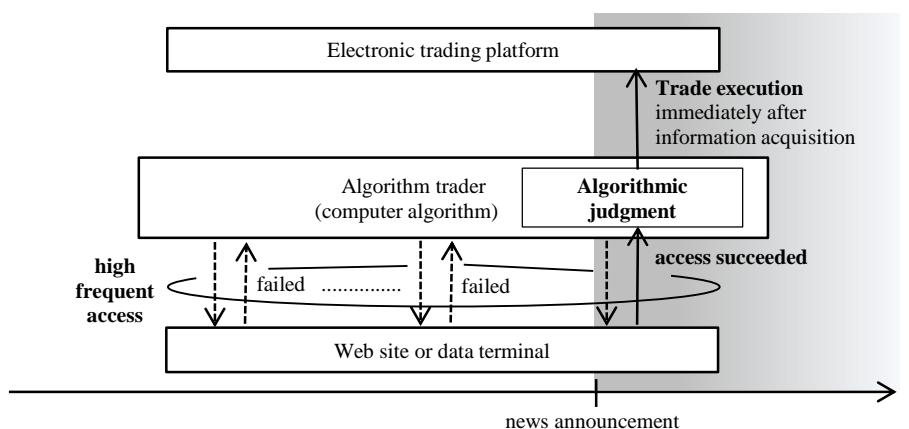 Electronic trading platform
Trade execution
immediately after
information acquisition
Algorithm trader
(computer algorithm)
Algorithmic
judgment
high
frequent
access
failed ............... failed
access succeeded
Web site or data terminal
news announcement